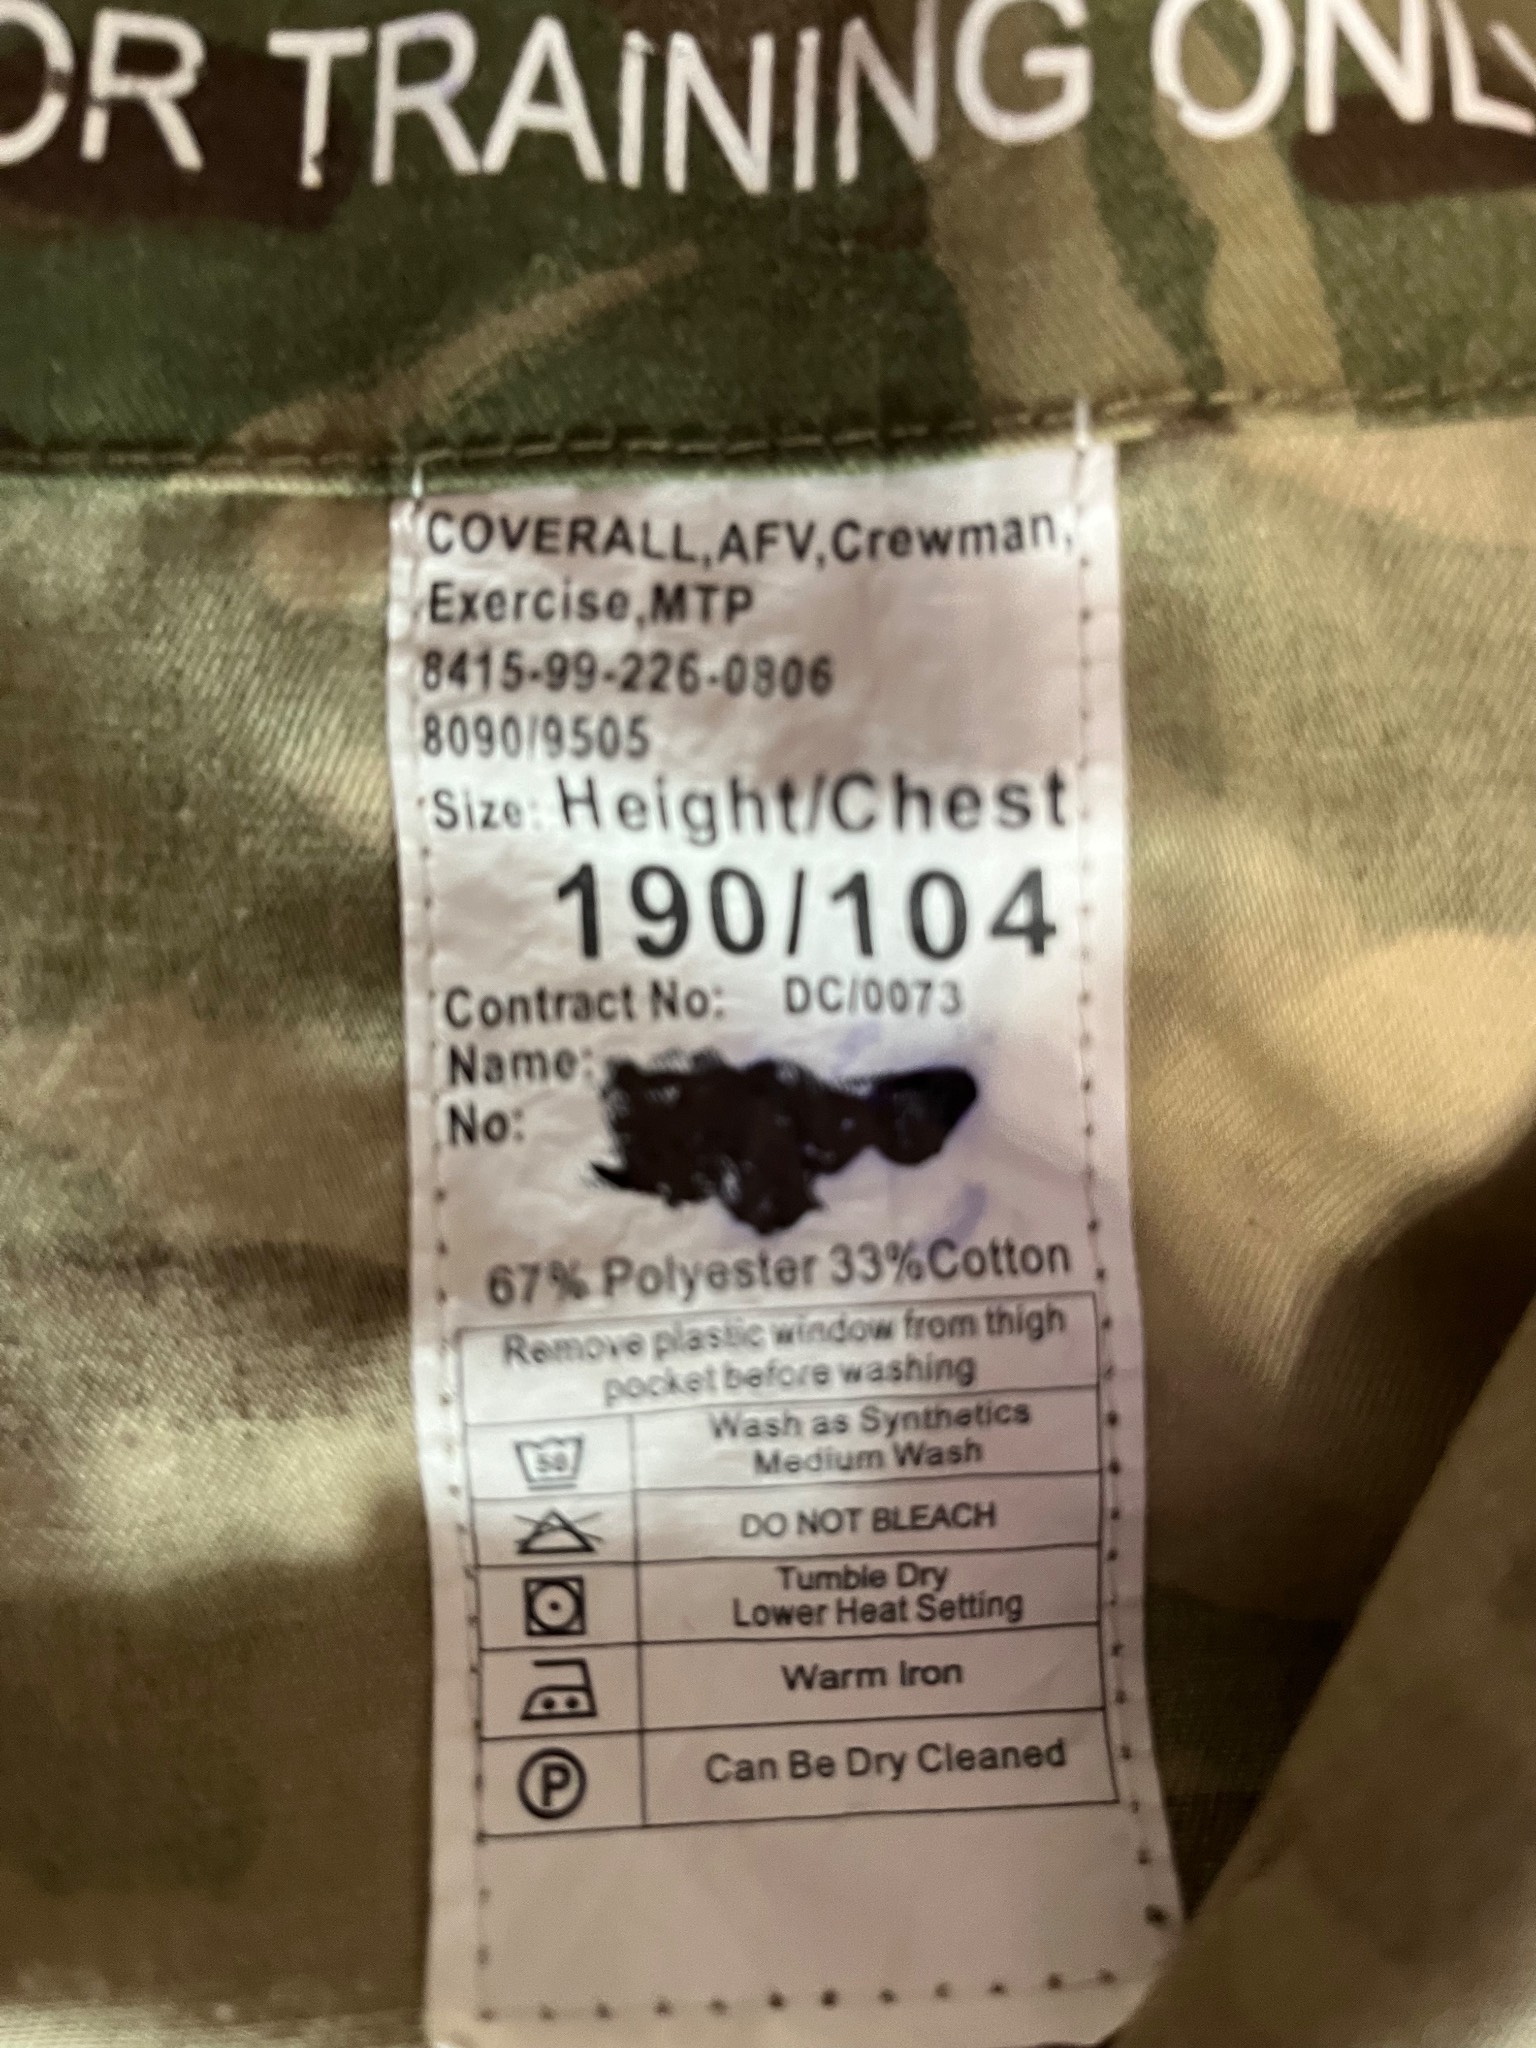 OR TRAINING ONLY
COVERALL,AFV,Crewman,
Exercise,MTP
8415-99-226-0806
8090/9505
Size: Height/Chest
190/104
Contract No: DC/0073
Name:
No:
67% Polyester 33%Cotton
Remove plastic window from thigh
pocket before washing
50
Wash as Synthetics
Medium Wash
DO NOT BLEACH
Tumble Dry
Lower Heat Setting
Warm Iron
P
Can Be Dry Cleaned